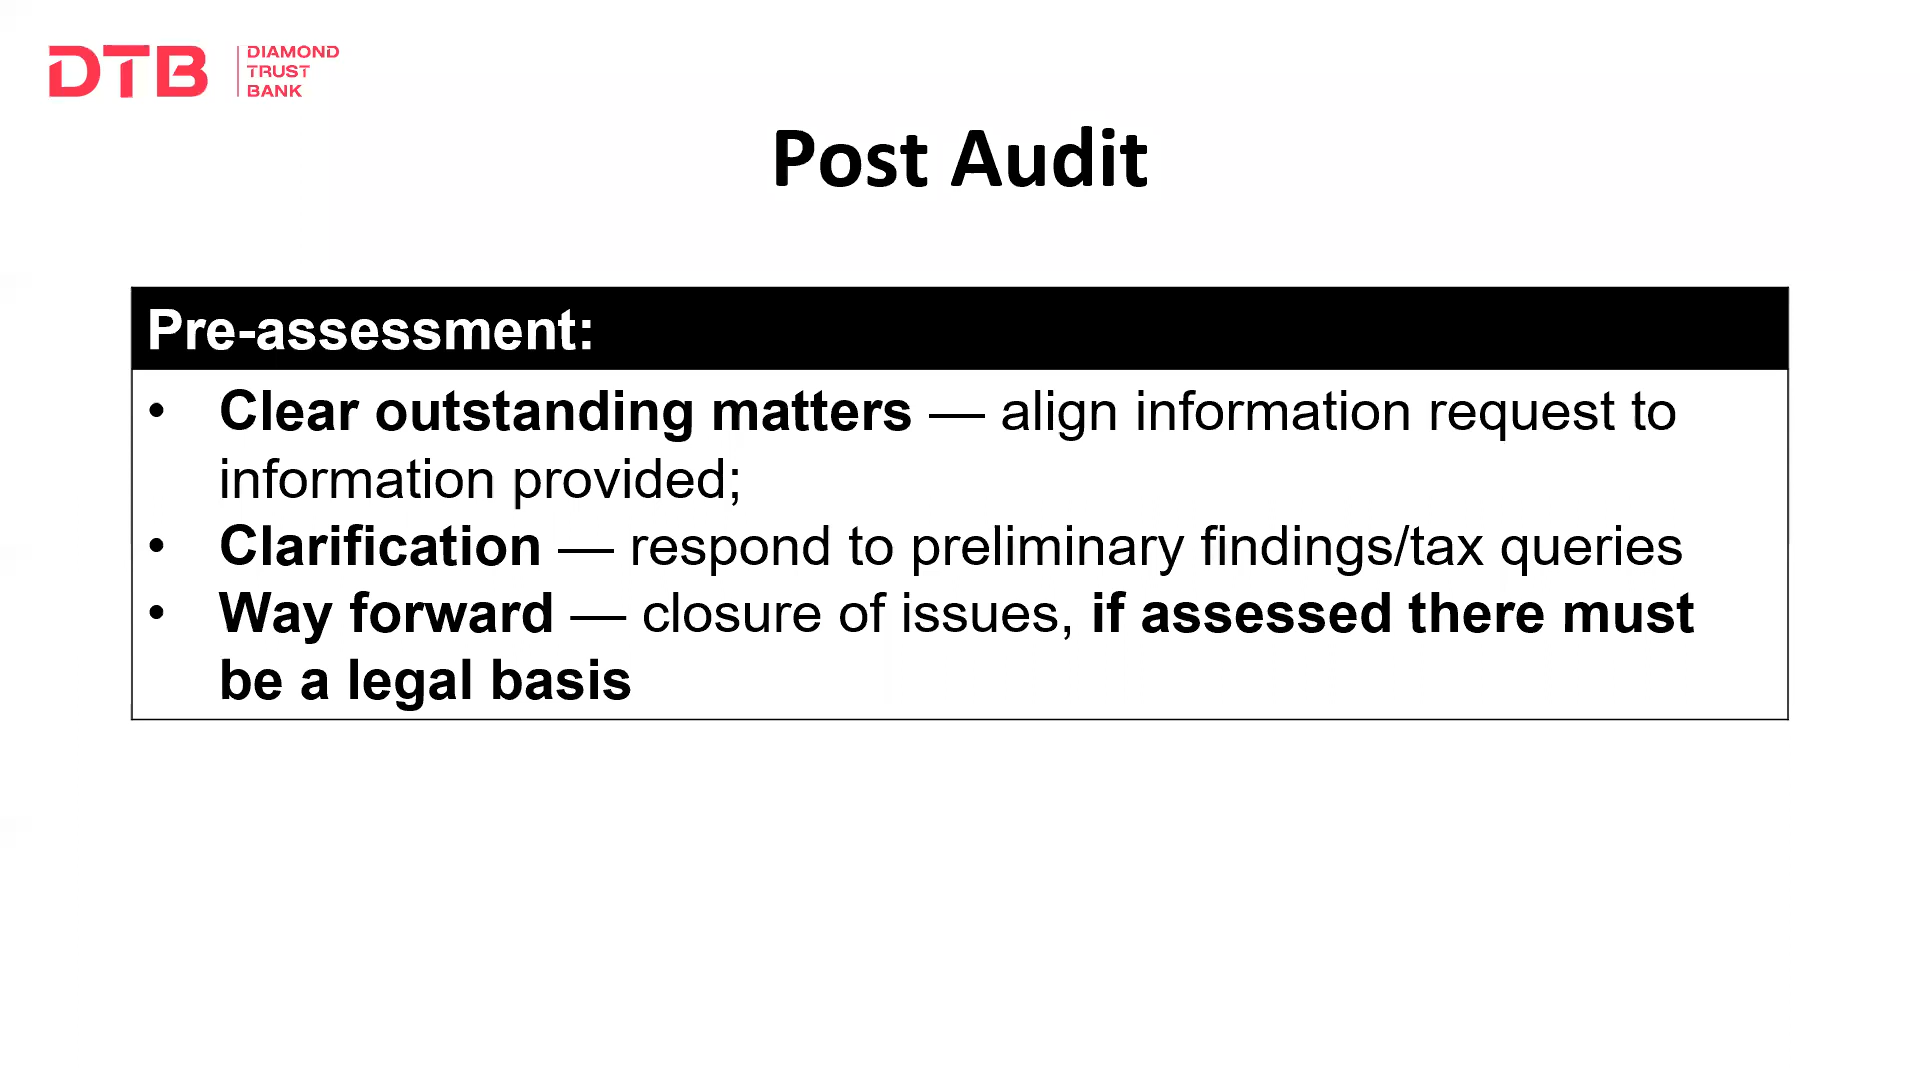 DTB
DIAMOND
TRUST
BANK
Post Audit
Pre-assessment:
• Clear outstanding matters — align information request to
information provided;
• Clarification — respond to preliminary findings/tax queries
• Way forward — closure of issues, if assessed there must
be a legal basis